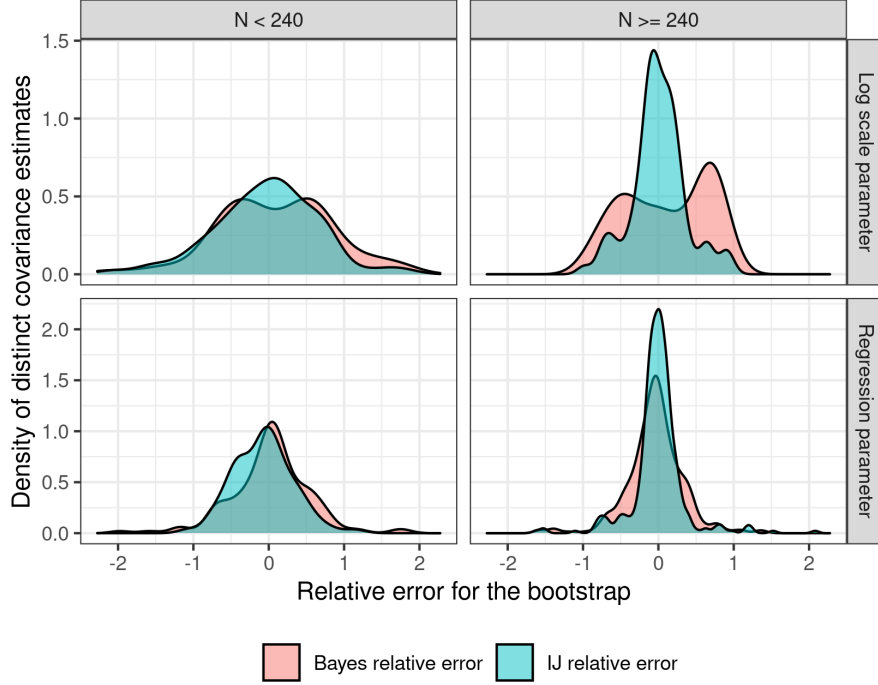 N < 240
N >= 240
1.5
1.0
0.5
0.0
Log scale parameter
2.0
1.5
1.0
0.5
0.0
Regression parameter
Density of distinct covariance estimates
-2 -1 0 1 2
-2 -1 0 1 2
Relative error for the bootstrap
Bayes relative error
IJ relative error